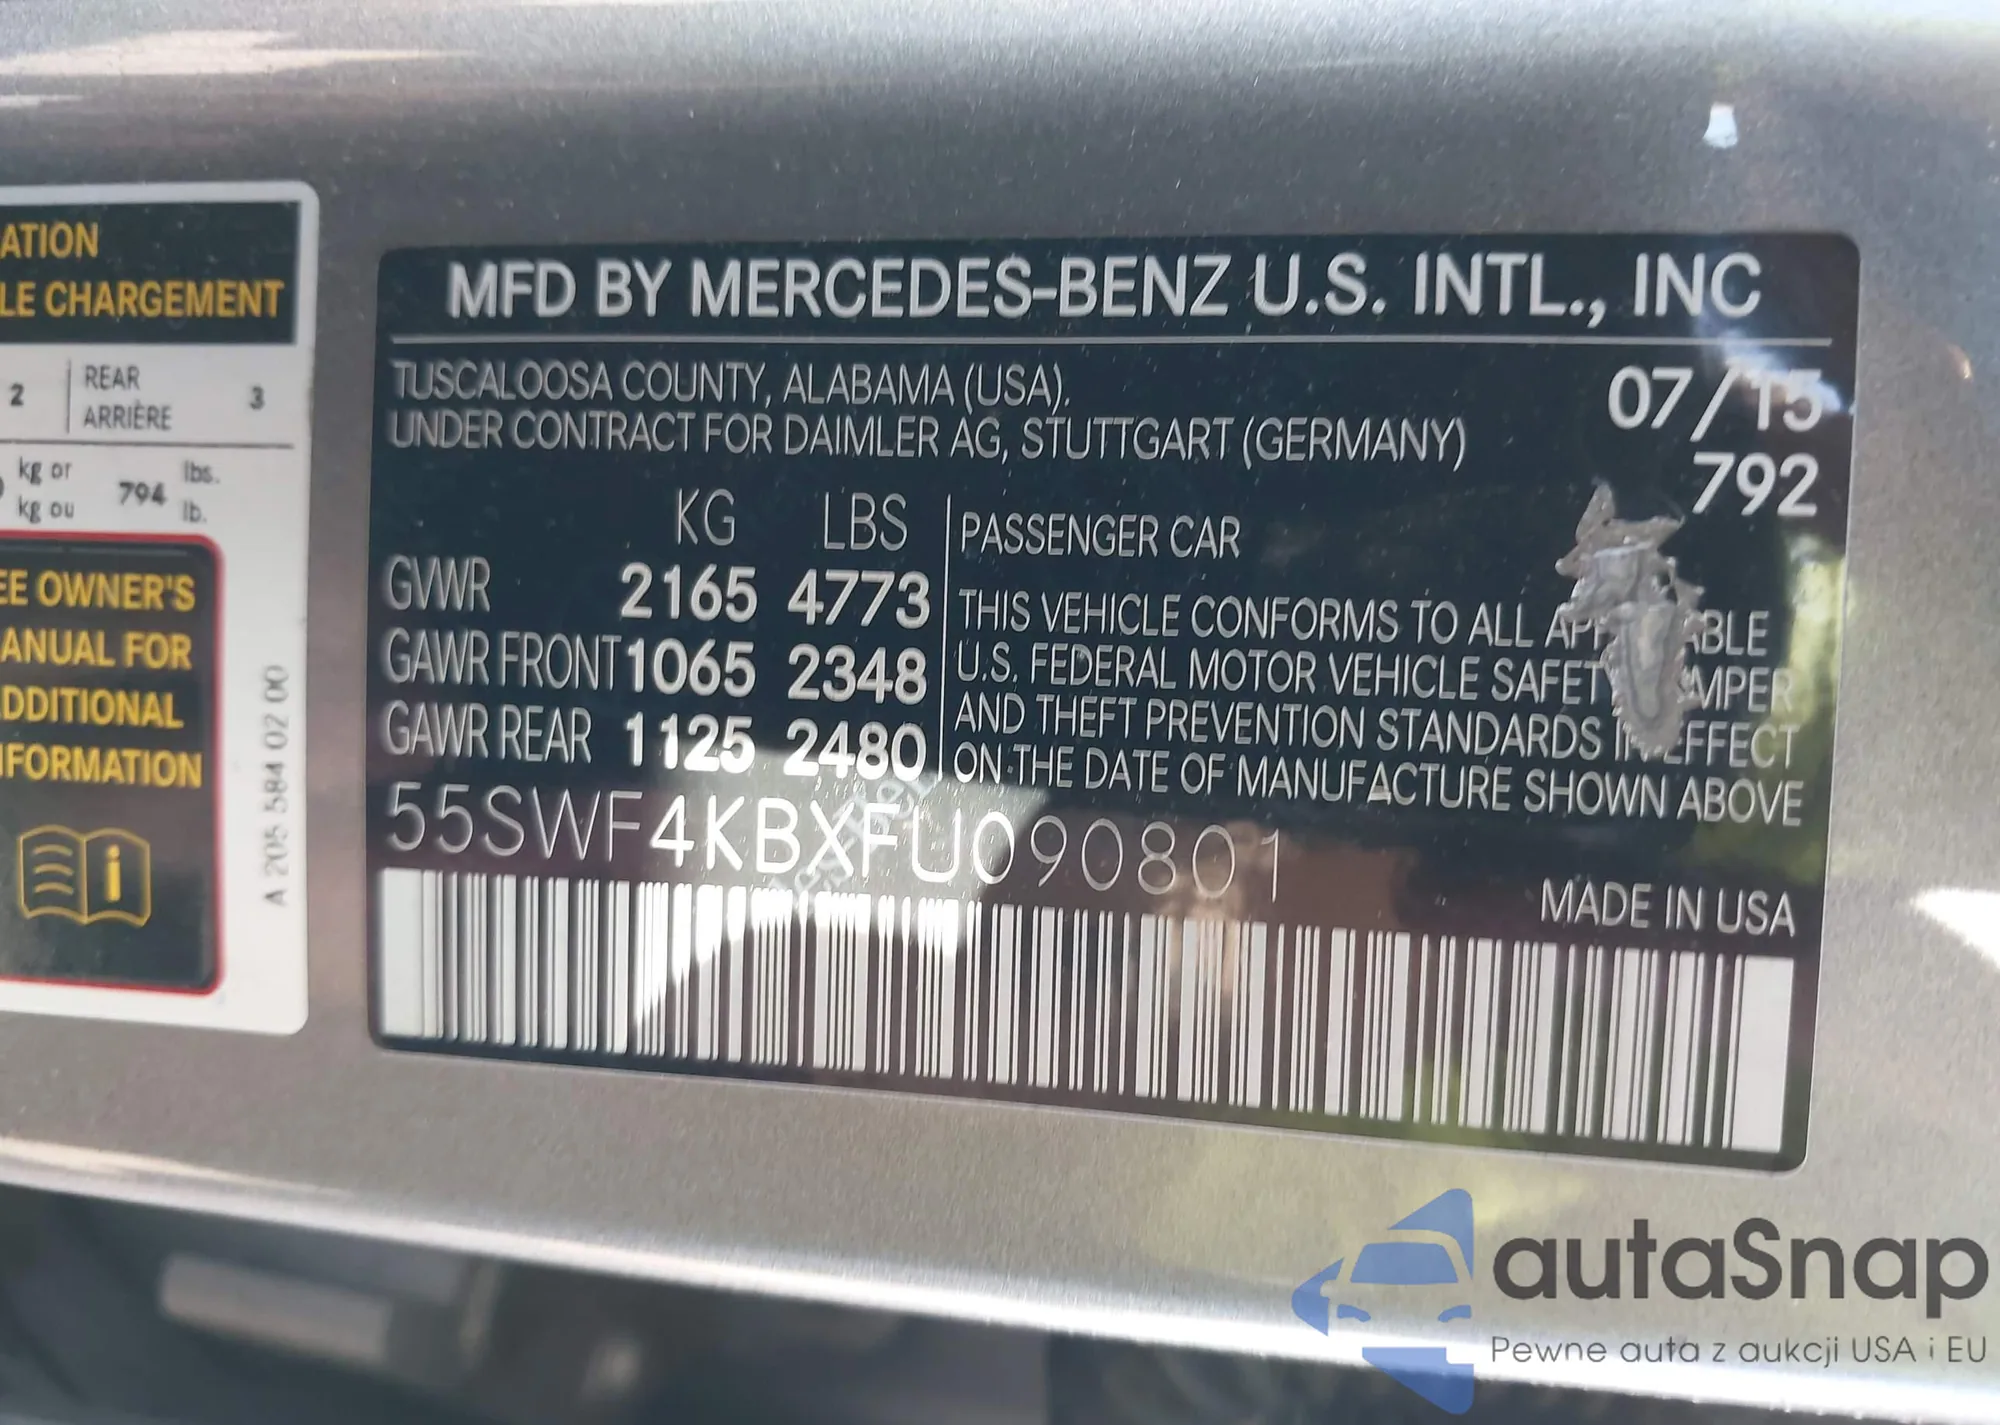 ATION
LE CHARGEMENT
2 REAR ARRIÈRE 3
kg or 794 lbs.
kg ou lb.
EE OWNER'S
ANUAL FOR
DDITIONAL
NFORMATION
A 205 584 02 00
MFD BY MERCEDES-BENZ U.S. INTL., INC
TUSCALOOSA COUNTY, ALABAMA (USA).
UNDER CONTRACT FOR DAIMLER AG, STUTTGART (GERMANY)
07/15
792
KG LBS
GVWR 2165 4773
GAWR FRONT 1065 2348
GAWR REAR 1125 2480
PASSENGER CAR
THIS VEHICLE CONFORMS TO ALL
U.S. FEDERAL MOTOR VEHICLE SAFETY
AND THEFT PREVENTION STANDARDS IN EFFECT
ON THE DATE OF MANUFACTURE SHOWN ABOVE
55SWF4KBXFU090801
MADE IN USA
autaSnap
Pewne auta z aukcji USA i EU